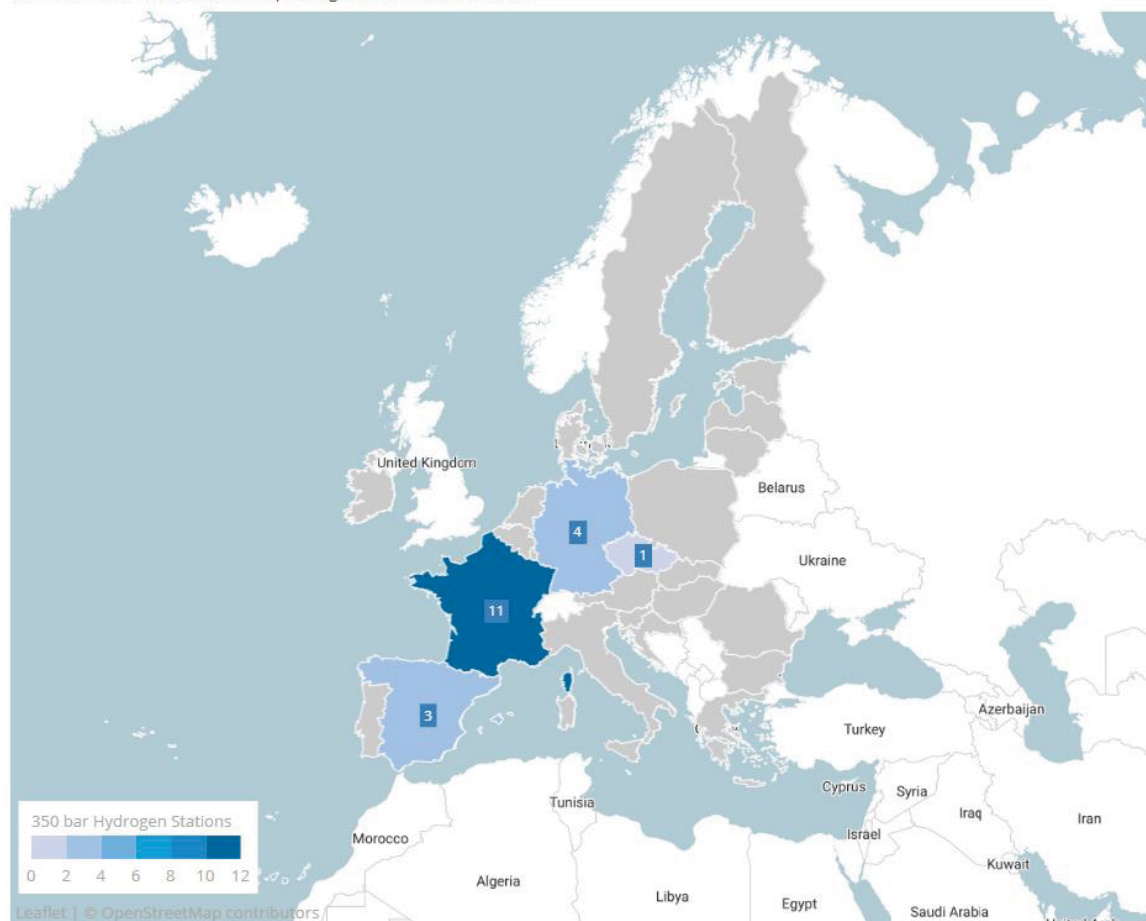 United Kingdom
Belarus
4
1
Ukraine
11
3
Azerbaijan
Turkey
Cyprus
Syria
Tunisia
Iraq
Iran
Israel
Morocco
Kuwait
Algeria
Libya
Egypt
Saudi Arabia
350 bar Hydrogen Stations
0 2 4 6 8 10 12
Leaflet | © OpenStreetMap contributors